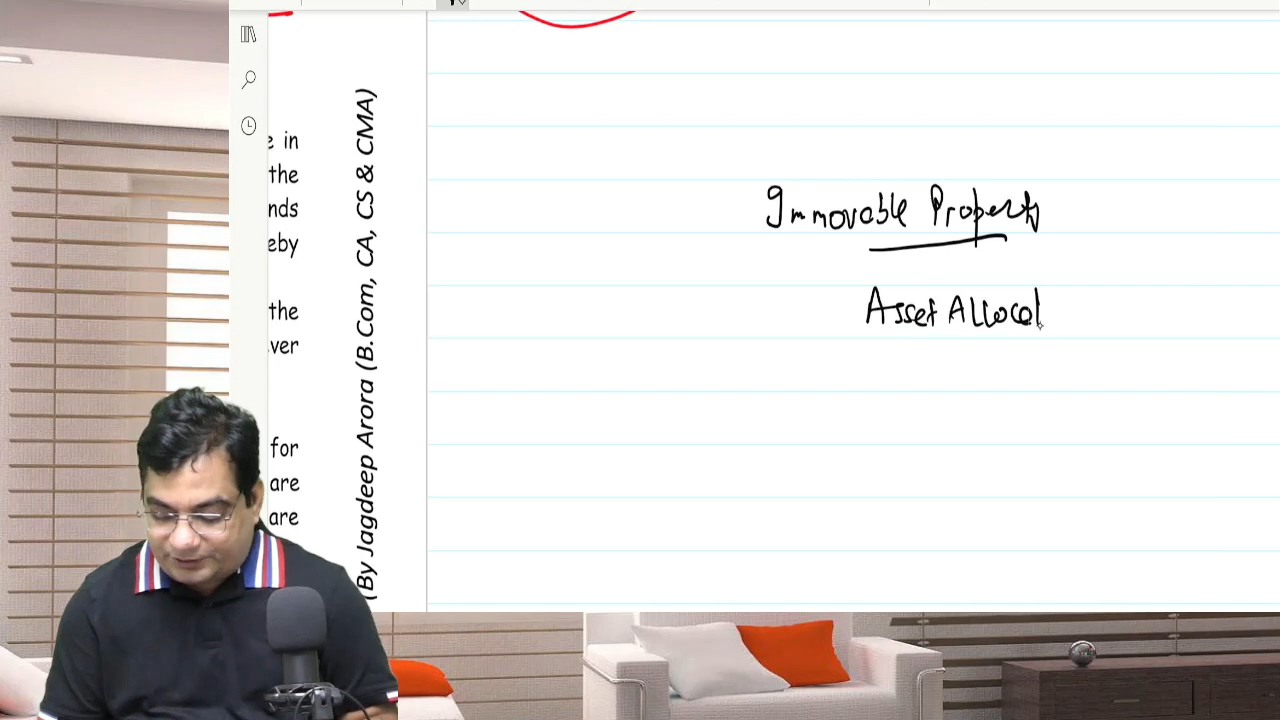 e in
the
nds
eby
the
ver
for
are
are
(By Jagdeep Arora (B.Com, CA, CS & CMA)
Immovable Property
Asset Allocal